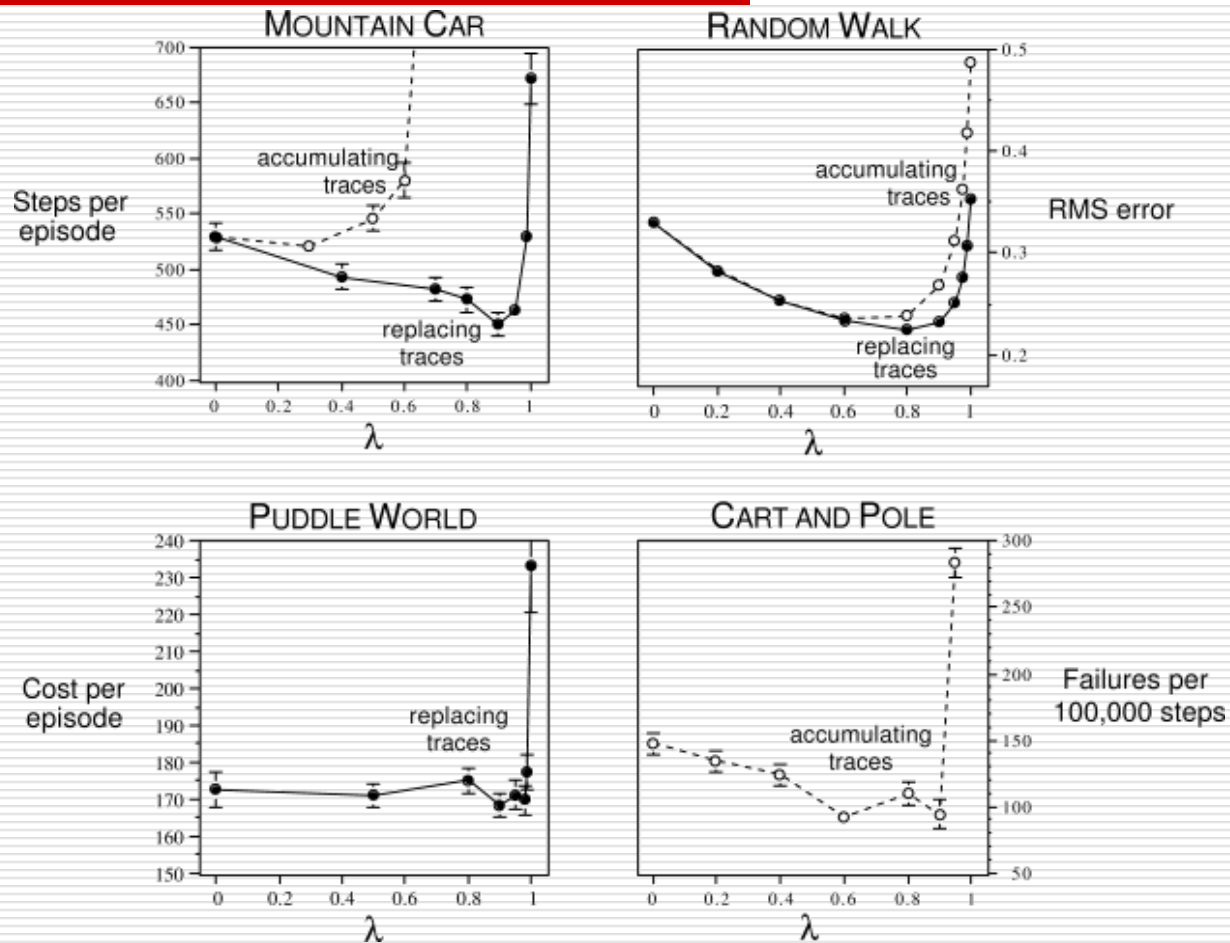 MOUNTAIN CAR
700
650
600
550
500
450
400
Steps per
episode
accumulating
traces
replacing
traces
0 0.2 0.4 0.6 0.8 1
λ
RANDOM WALK
0.5
0.4
0.3
0.2
RMS error
accumulating
traces
replacing
traces
0 0.2 0.4 0.6 0.8 1
λ
PUDDLE WORLD
240
230
220
210
200
190
180
170
160
150
Cost per
episode
replacing
traces
0 0.2 0.4 0.6 0.8 1
λ
CART AND POLE
300
250
200
150
100
50
Failures per
100,000 steps
accumulating
traces
0 0.2 0.4 0.6 0.8 1
λ